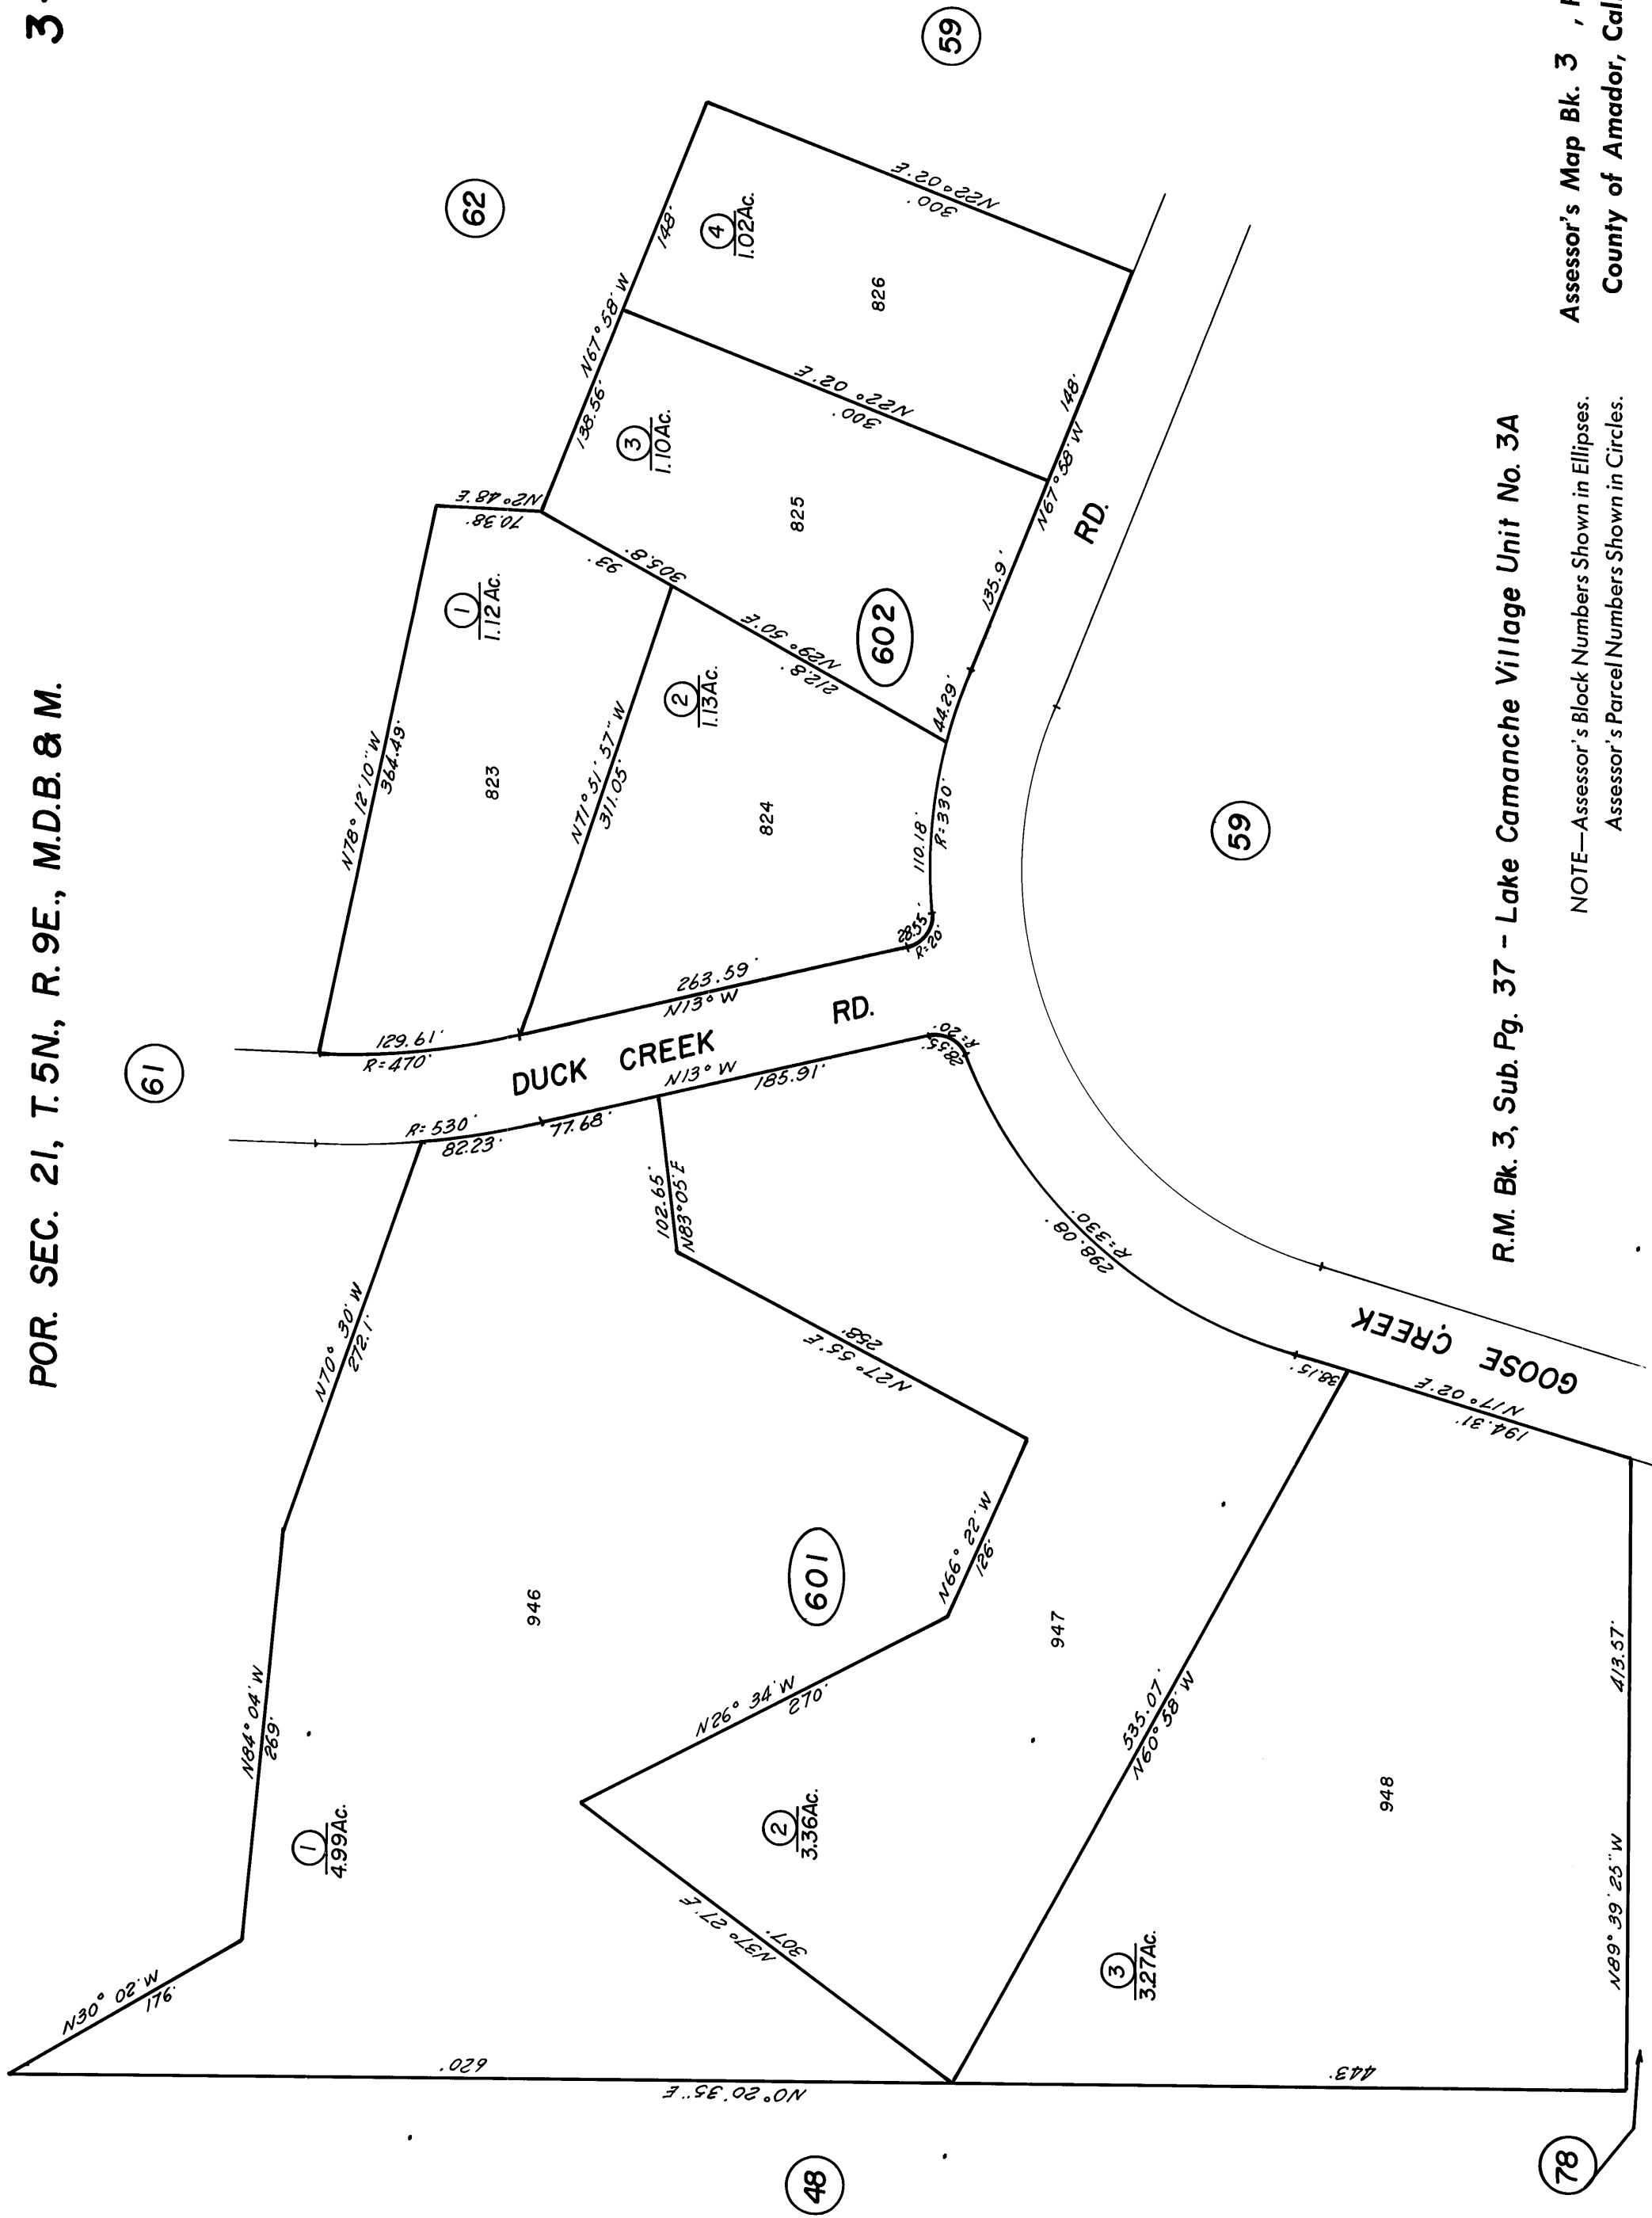 POR. SEC. 21, T. 5N., R. 9E., M.D.B. & M.
3
61
62
59
N30° 20' W
176'
N84° 04' W
269'
N70° 30' W
272.1'
R=530'
82.23'
77.68'
R=470'
129.61'
N78° 12' 10" W
364.49'
N2° 48' E
70.38'
1
1.12 Ac.
823
N71° 51' 57" W
311.05'
93'
305.8'
N29° 50' E
212.8'
2
1.13Ac.
824
138.56'
N67° 58' W
148'
3
1.10Ac.
825
N22° 02' E
300'
4
1.02Ac.
826
N22° 02' E
300'
602
DUCK CREEK RD.
N13° W
263.59'
28.55'
R=20'
110.18'
R=330'
44.29'
135.9'
N67° 58' W
148'
RD.
N13° W
185.91'
28.55'
R=20'
102.65'
N83° 05' E
1
4.99Ac.
946
601
620'
N0° 20' 35" E
N37° 27' E
307'
N26° 34' W
270'
N66° 22' W
126'
N27° 55' E
258'
2
3.36Ac.
947
298.08'
R=330'
38.15'
535.07'
N60° 58' W
N17° 02' E
194.31'
GOOSE CREEK
59
3
3.27Ac.
948
443'
N89° 39' 25" W
413.57'
48
78
R.M. Bk. 3, Sub. Pg. 37 - Lake Camanche Village Unit No. 3A
NOTE—Assessor's Block Numbers Shown in Ellipses.
Assessor's Parcel Numbers Shown in Circles.
Assessor's Map Bk. 3 ,
County of Amador, Cal